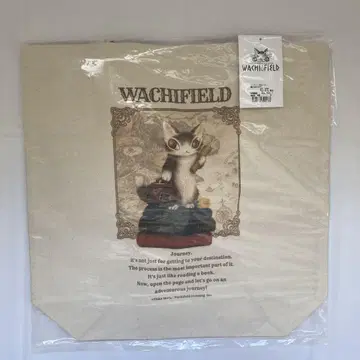 WACHIFIELD
WACHIFIELD
Journey.
It's not just for getting to your destination.
The process is the most important part of it.
It's just like reading a book.
Now, open the page and let's go on an
adventurous journey!